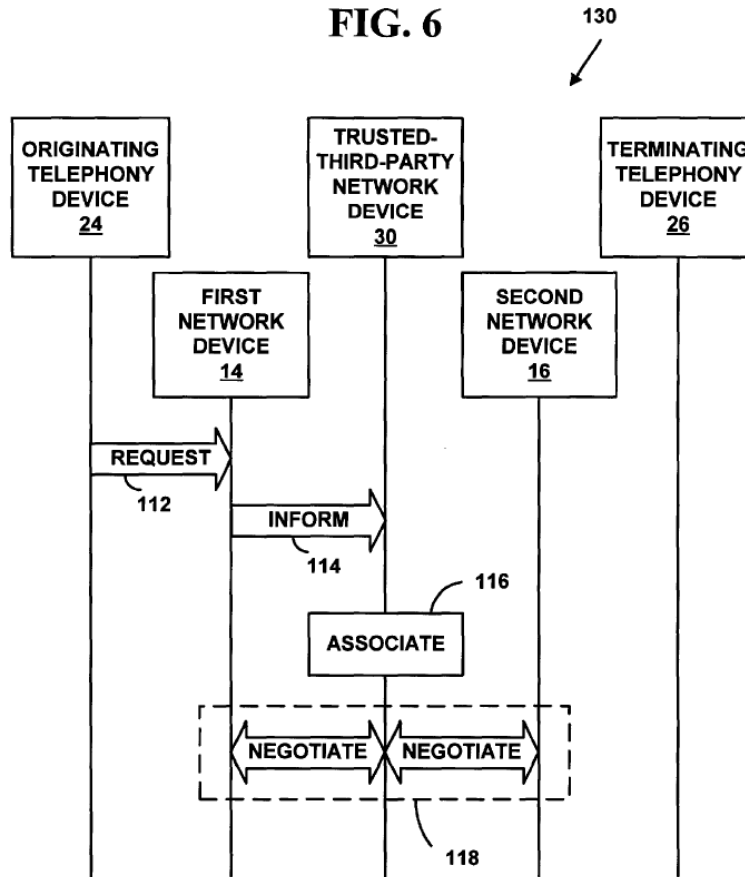 FIG. 6
130
ORIGINATING
TELEPHONY
DEVICE
24
TRUSTED-
THIRD-PARTY
NETWORK
DEVICE
30
TERMINATING
TELEPHONY
DEVICE
26
FIRST
NETWORK
DEVICE
14
SECOND
NETWORK
DEVICE
16
REQUEST
112
INFORM
114
116
ASSOCIATE
NEGOTIATE
NEGOTIATE
118